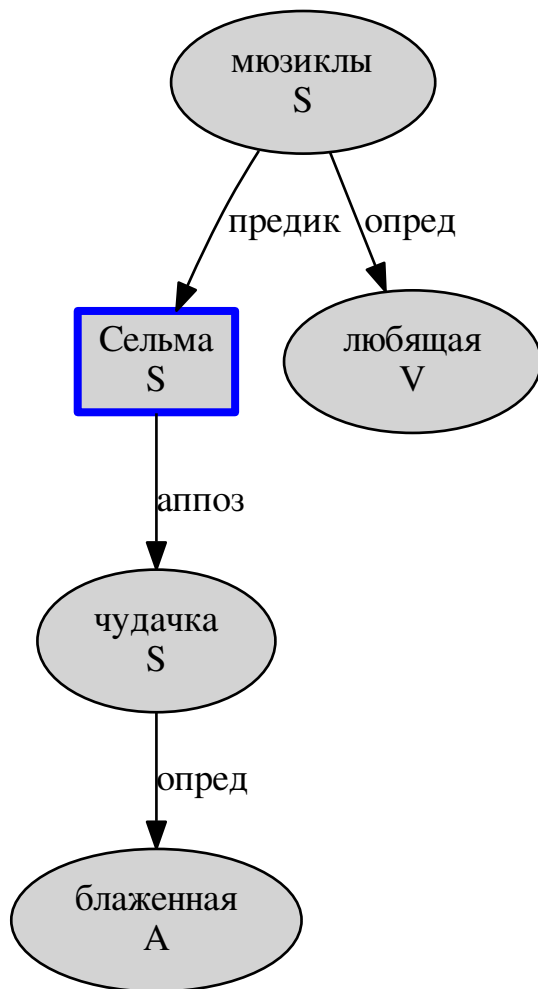 мюзиклы
S
предик
опред
Сельма
S
любящая
V
аппоз
чудачка
S
опред
блаженная
A